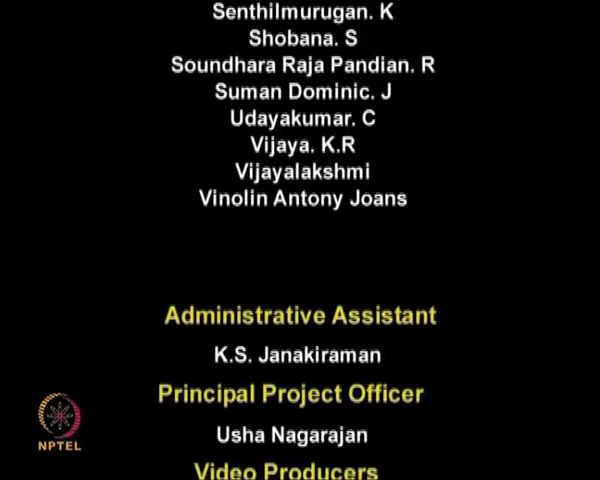 Senthilmurugan. K
Shobana. S
Soundhara Raja Pandian. R
Suman Dominic. J
Udayakumar. C
Vijaya. K.R
Vijayalakshmi
Vinolin Antony Joans
Administrative Assistant
K.S. Janakiraman
Principal Project Officer
Usha Nagarajan
Video Producers
NPTEL